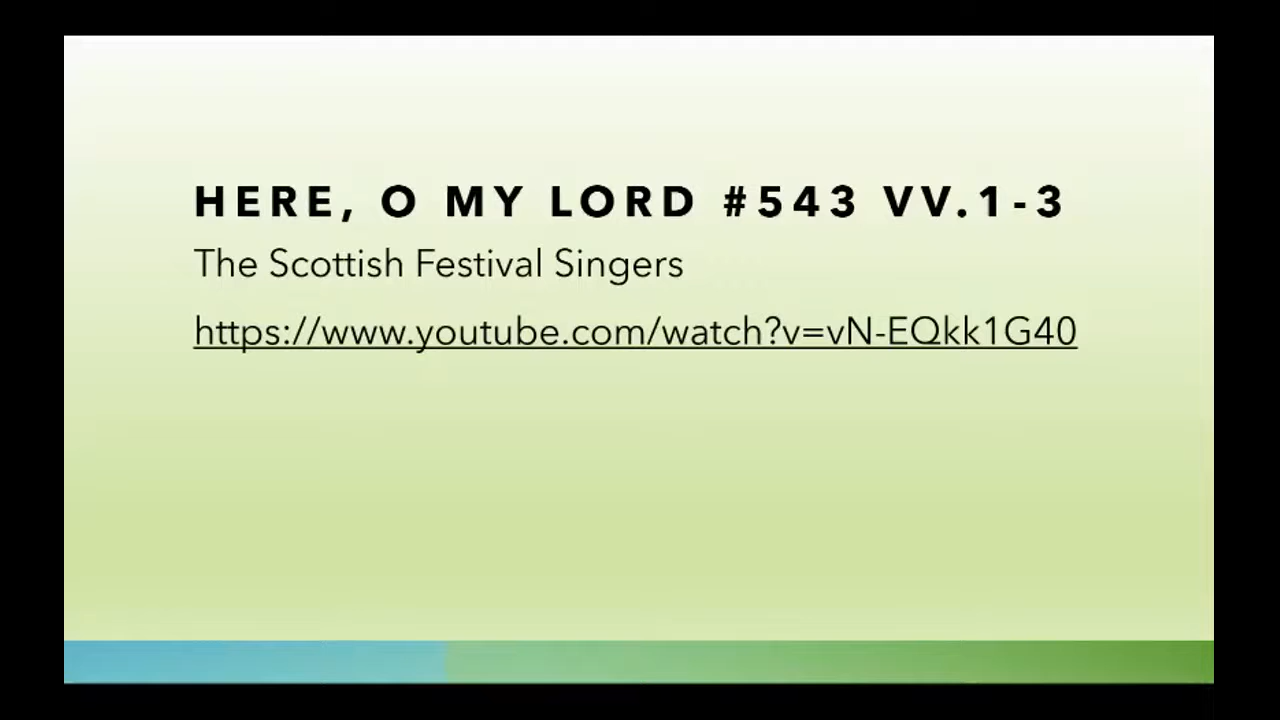 HERE, O MY LORD #543 VV.1-3
The Scottish Festival Singers
https://www.youtube.com/watch?v=vN-EQkk1G40